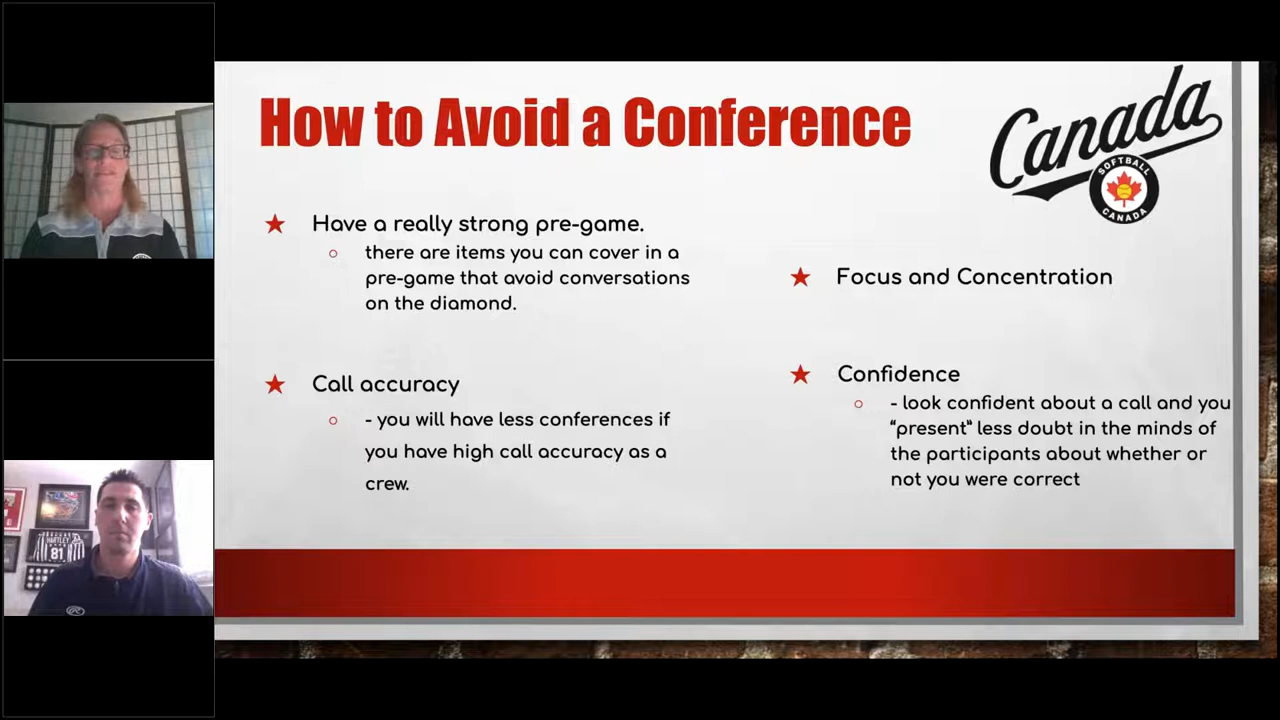 How to Avoid a Conference
Canada
SOFTBALL
CANADA
★ Have a really strong pre-game.
○ there are items you can cover in a
pre-game that avoid conversations
on the diamond.
★ Call accuracy
○ - you will have less conferences if
you have high call accuracy as a
crew.
★ Focus and Concentration
★ Confidence
○ - look confident about a call and you
“present” less doubt in the minds of
the participants about whether or
not you were correct
HARTLEY
81